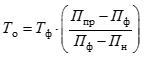 Tо = Tф · ( (Ппр − Пф) / (Пф − Пн) )